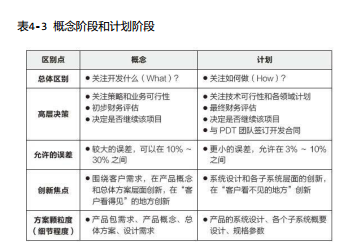 表4-3 概念阶段和计划阶段
区别点 概念 计划
总体区别 ●关注开发什么（What）？ ●关注如何做（How）？
高层决策
●关注策略和业务可行性
●初步财务评估
●决定是否继续该项目
●关注技术可行性和各领域计划
●最终财务评估
●决定是否继续该项目
●与 PDT 团队签订开发合同
允许的误差
●较大的误差，可以在 10% ~
30% 之间
●更小的误差，允许在 3% ~ 10%
之间
创新焦点
●围绕客户需求，在产品概念
和总体方案层面创新，在“客
户看得见”的地方创新
●系统设计和各子系统层面的创新，
在“客户看不见的地方”创新
方案颗粒度
（细节程度）
●产品包需求、产品概念、总
体方案、设计需求
●产品的系统设计、各个子系统概要
设计、规格参数